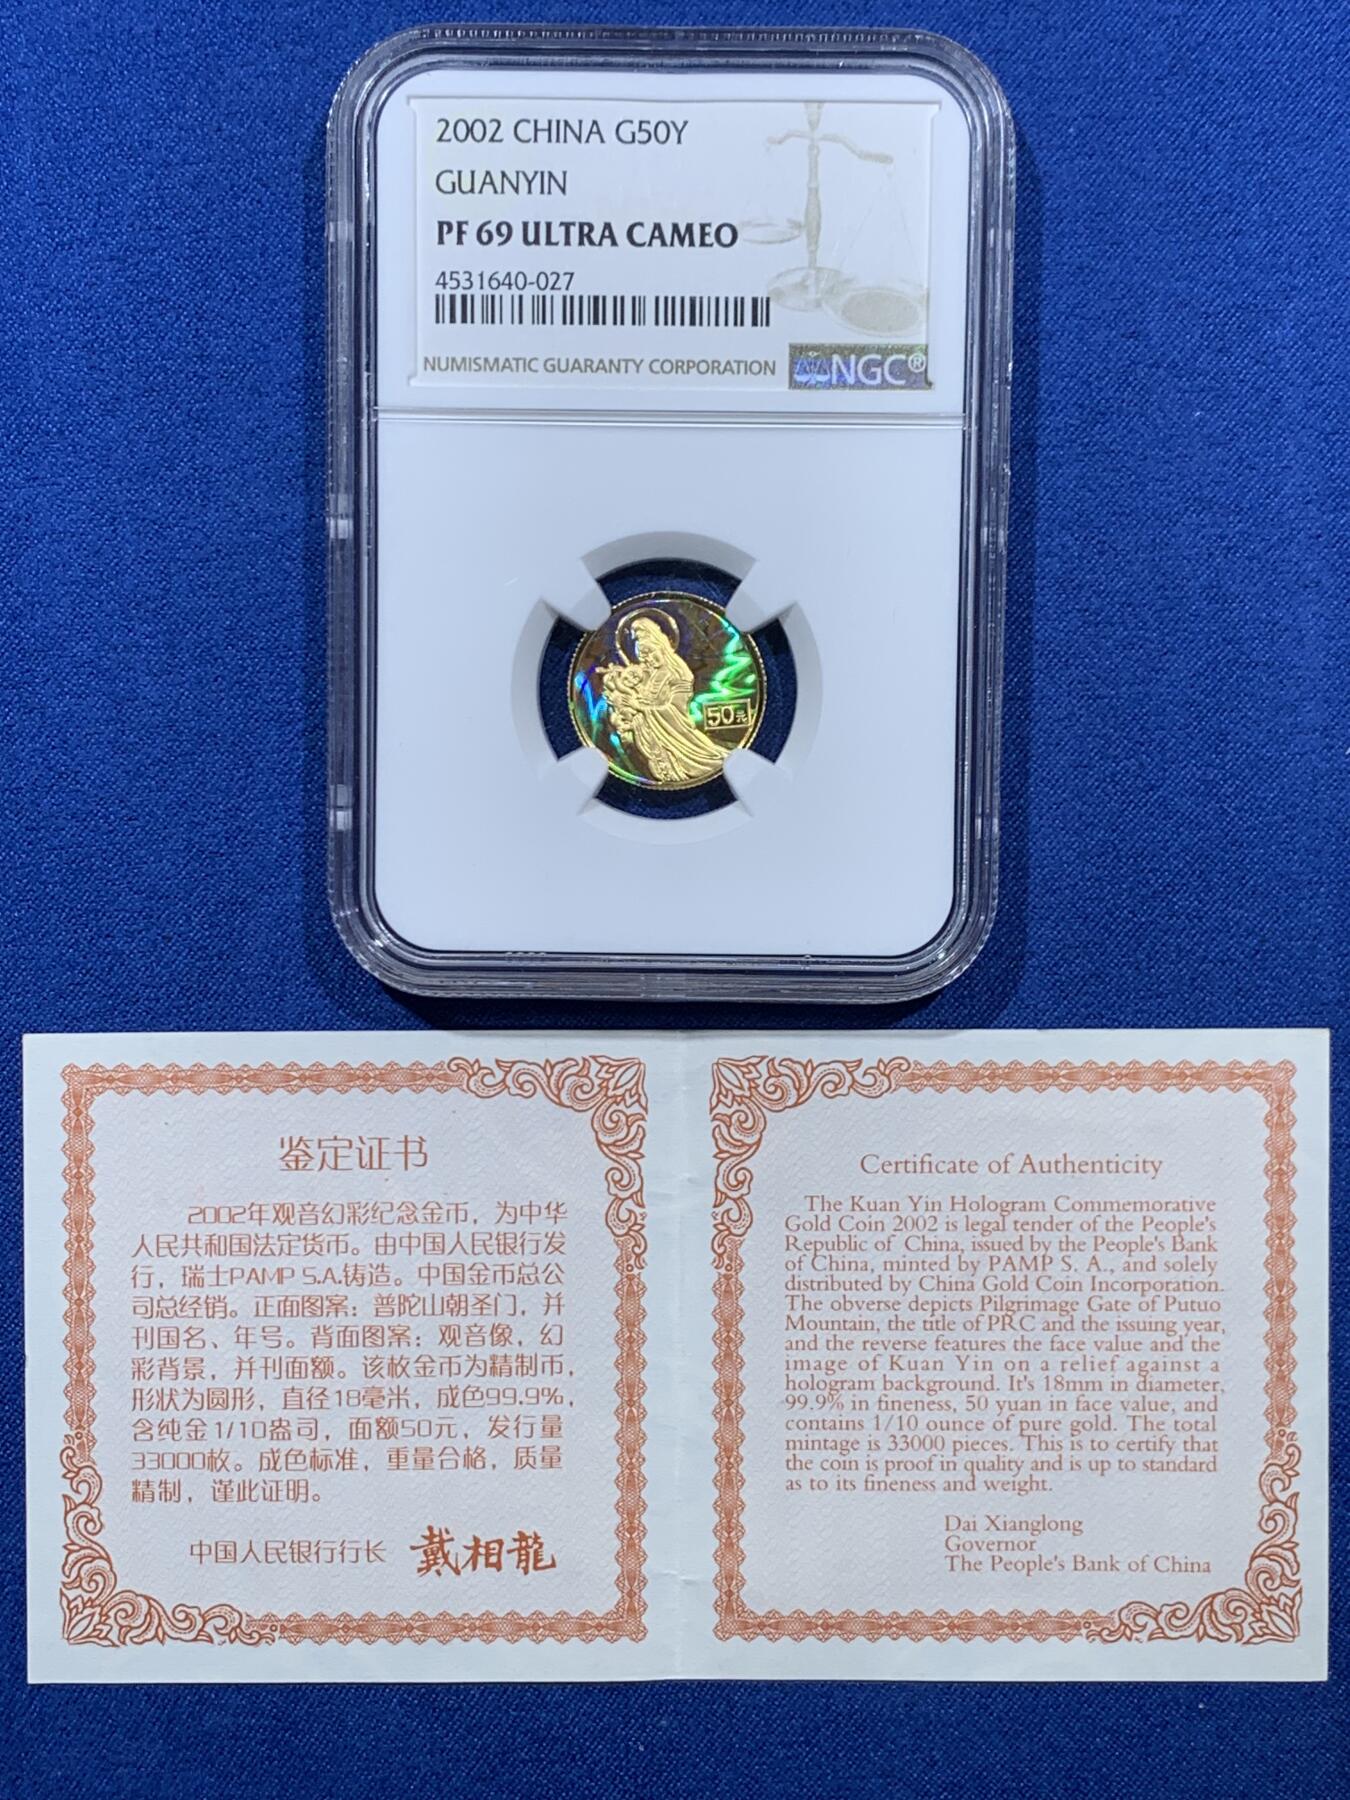 2002 CHINA G50Y
GUANYIN
PF 69 ULTRA CAMEO
4531640-027
NUMISMATIC GUARANTY CORPORATION
NGC®
50元
鉴定证书
2002年观音幻彩纪念金币，为中华
人民共和国法定货币。由中国人民银行发
行，瑞士PAMP S.A.铸造。中国金币总公
司总经销。正面图案：普陀山朝圣门，并
刊国名、年号。背面图案：观音像，幻
彩背景，并刊面额。该枚金币为精制币，
形状为圆形，直径18毫米，成色99.9%，
含纯金1/10盎司，面额50元，发行量
33000枚。成色标准，重量合格，质量
精制，谨此证明。
中国人民银行行长 戴相龍
Certificate of Authenticity
The Kuan Yin Hologram Commemorative
Gold Coin 2002 is legal tender of the People's
Republic of China, issued by the People's Bank
of China, minted by PAMP S. A., and solely
distributed by China Gold Coin Incorporation.
The obverse depicts Pilgrimage Gate of Putuo
Mountain, the title of PRC and the issuing year,
and the reverse features the face value and the
image of Kuan Yin on a relief against a
hologram background. It's 18mm in diameter,
99.9% in fineness, 50 yuan in face value, and
contains 1/10 ounce of pure gold. The total
mintage is 33000 pieces. This is to certify that
the coin is proof in quality and is up to standard
as to its fineness and weight.
Dai Xianglong
Governor
The People's Bank of China